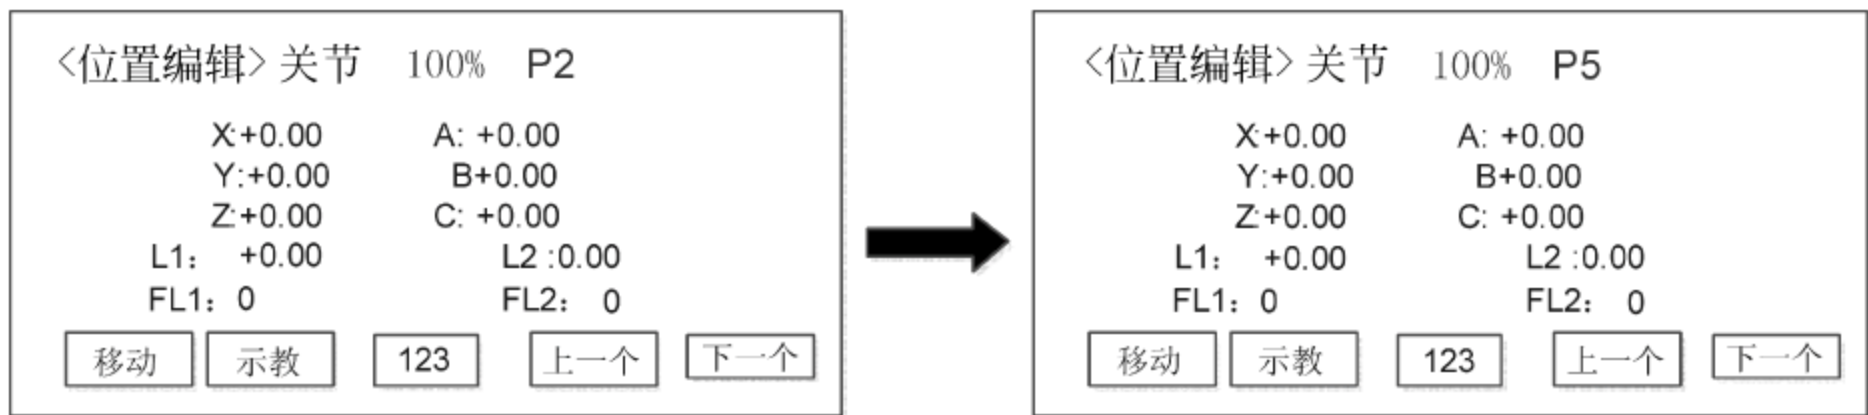 <位置编辑> 关节 100% P2
X:+0.00 A: +0.00
Y:+0.00 B+0.00
Z:+0.00 C: +0.00
L1： +0.00 L2 :0.00
FL1：0 FL2： 0
移动 示教 123 上一个 下一个
<位置编辑> 关节 100% P5
X:+0.00 A: +0.00
Y:+0.00 B+0.00
Z:+0.00 C: +0.00
L1： +0.00 L2 :0.00
FL1：0 FL2： 0
移动 示教 123 上一个 下一个